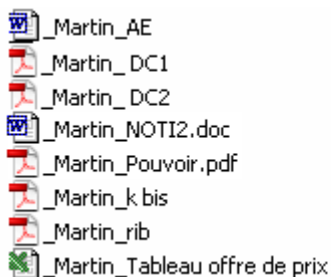 _Martin_AE
_Martin_ DC1
_Martin_ DC2
_Martin_NOTI2.doc
_Martin_Pouvoir.pdf
_Martin_k bis
_Martin_rib
_Martin_Tableau offre de prix